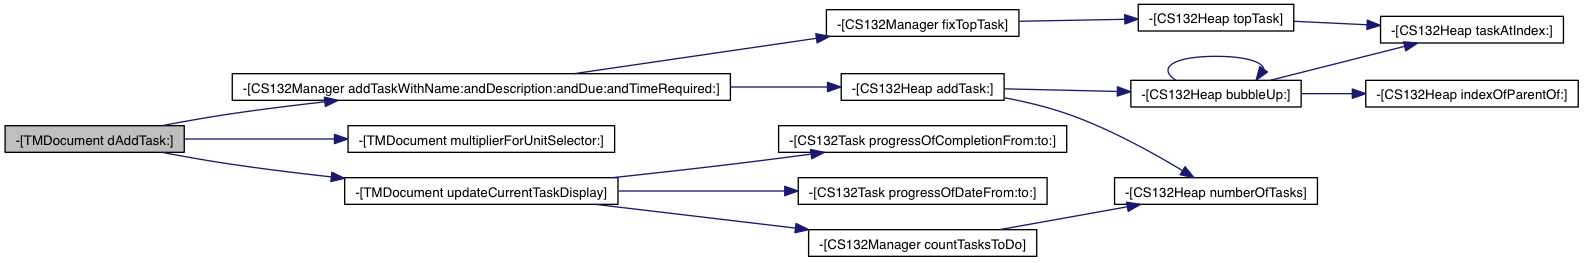 -[CS132Manager fixTopTask]
-[CS132Heap topTask]
-[CS132Heap taskAtIndex:]
-[CS132Manager addTaskWithName:andDescription:andDue:andTimeRequired:]
-[CS132Heap addTask:]
-[CS132Heap bubbleUp:]
-[CS132Heap indexOfParentOf:]
-[TMDocument dAddTask:]
-[TMDocument multiplierForUnitSelector:]
-[CS132Task progressOfCompletionFrom:to:]
-[TMDocument updateCurrentTaskDisplay]
-[CS132Task progressOfDateFrom:to:]
-[CS132Heap numberOfTasks]
-[CS132Manager countTasksToDo]